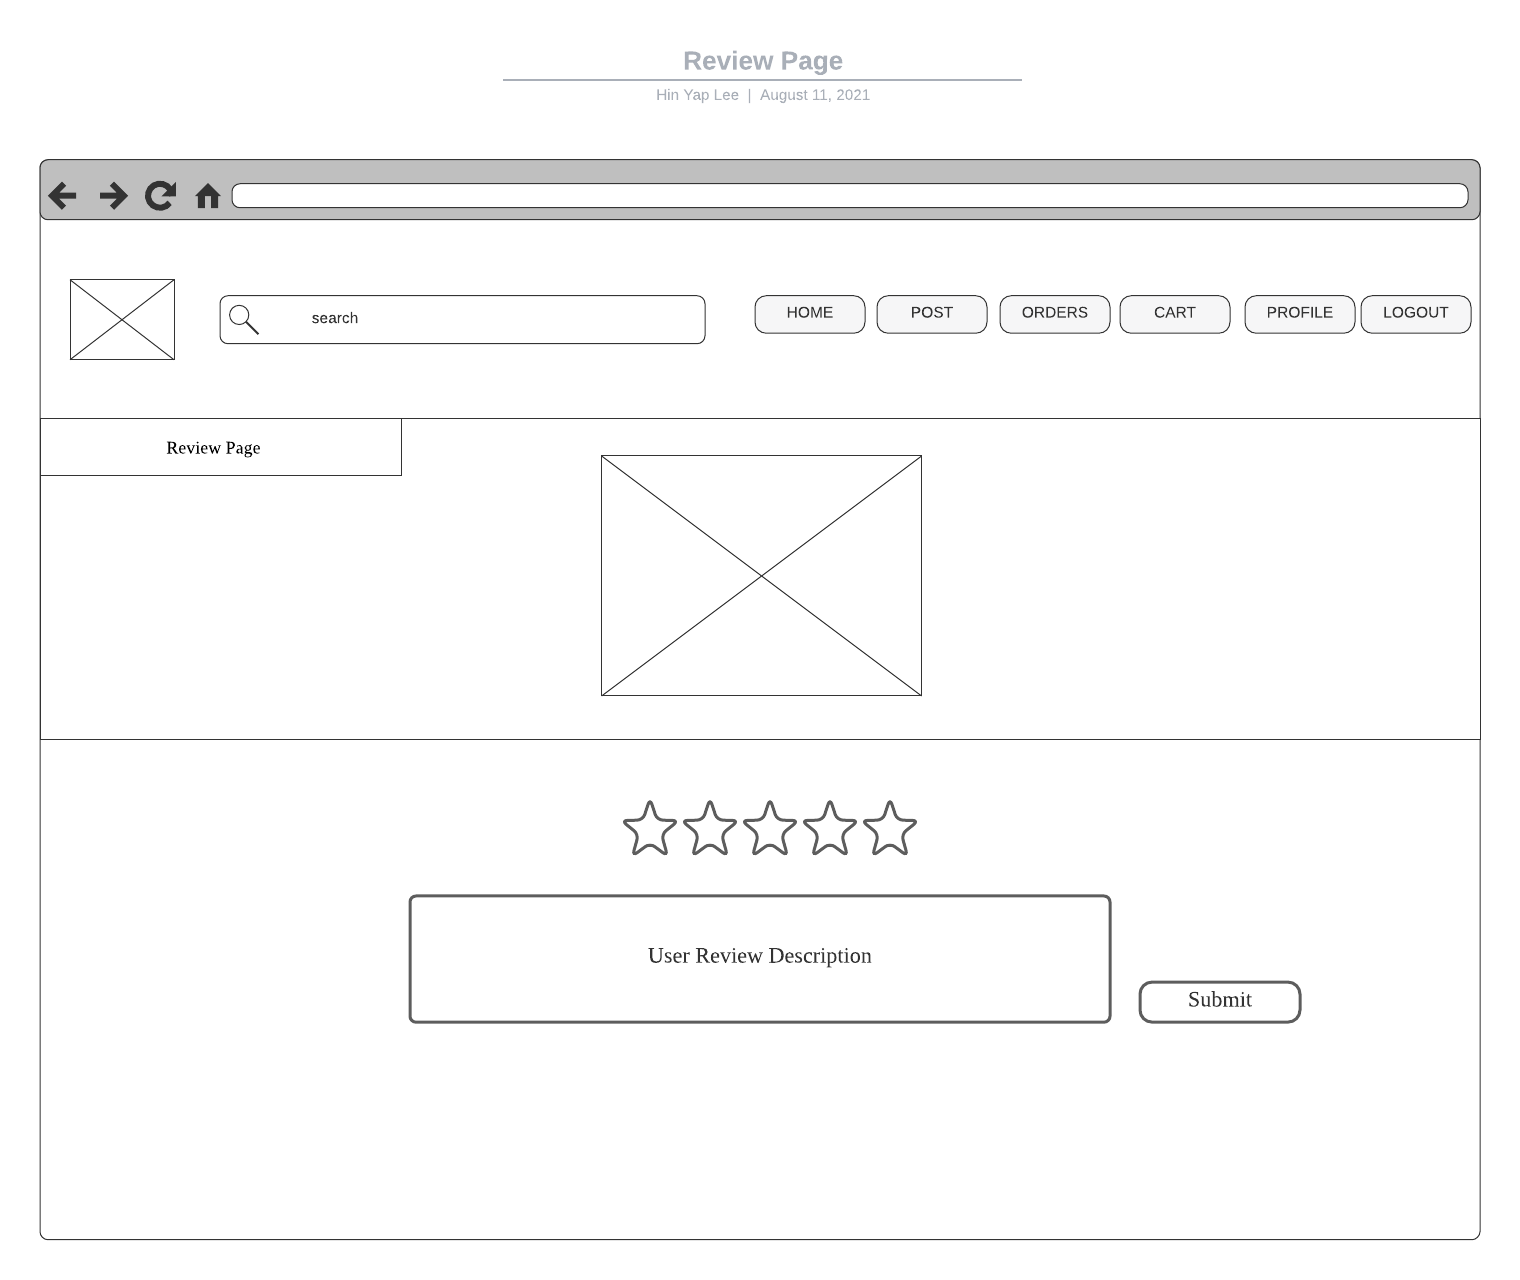 Review Page
Hin Yap Lee | August 11, 2021
search
HOME
POST
ORDERS
CART
PROFILE
LOGOUT
Review Page
User Review Description
Submit